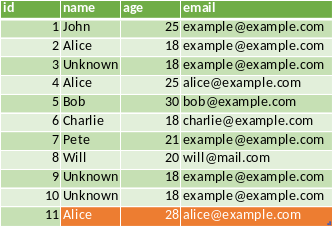 id name age email
1 John 25 example@example.com
2 Alice 18 example@example.com
3 Unknown 18 example@example.com
4 Alice 25 alice@example.com
5 Bob 30 bob@example.com
6 Charlie 18 charlie@example.com
7 Pete 21 example@example.com
8 Will 20 will@mail.com
9 Unknown 18 example@example.com
10 Unknown 18 example@example.com
11 Alice 28 alice@example.com